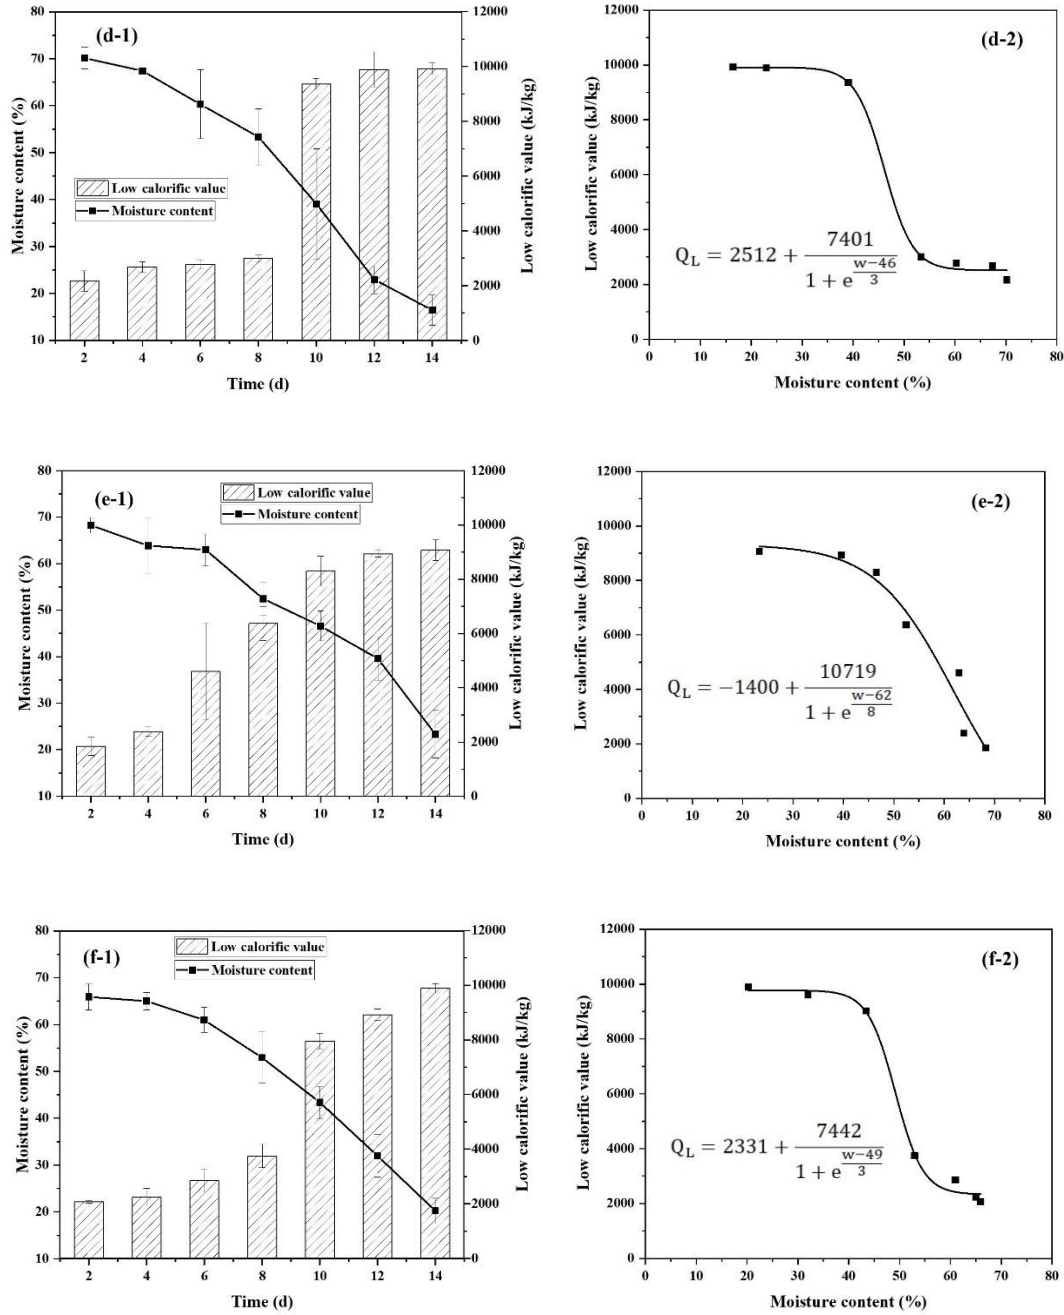 (d-1)
80
70
60
50
40
30
20
10
Moisture content (%)
12000
10000
8000
6000
4000
2000
0
Low calorific value (kJ/kg)
Low calorific value
Moisture content
2 4 6 8 10 12 14
Time (d)
(d-2)
12000
10000
8000
6000
4000
2000
0
Low calorific value (kJ/kg)
Q_L = 2512 + \frac{7401}{1 + e^{\frac{w-46}{3}}}
0 10 20 30 40 50 60 70 80
Moisture content (%)
(e-1)
80
70
60
50
40
30
20
10
Moisture content (%)
12000
10000
8000
6000
4000
2000
0
Low calorific value (kJ/kg)
Low calorific value
Moisture content
2 4 6 8 10 12 14
Time (d)
(e-2)
12000
10000
8000
6000
4000
2000
0
Low calorific value (kJ/kg)
Q_L = −1400 + \frac{10719}{1 + e^{\frac{w-62}{8}}}
0 10 20 30 40 50 60 70 80
Moisture content (%)
(f-1)
80
70
60
50
40
30
20
10
Moisture content (%)
12000
10000
8000
6000
4000
2000
0
Low calorific value (kJ/kg)
Low calorific value
Moisture content
2 4 6 8 10 12 14
Time (d)
(f-2)
12000
10000
8000
6000
4000
2000
0
Low calorific value (kJ/kg)
Q_L = 2331 + \frac{7442}{1 + e^{\frac{w-49}{3}}}
0 10 20 30 40 50 60 70 80
Moisture content (%)